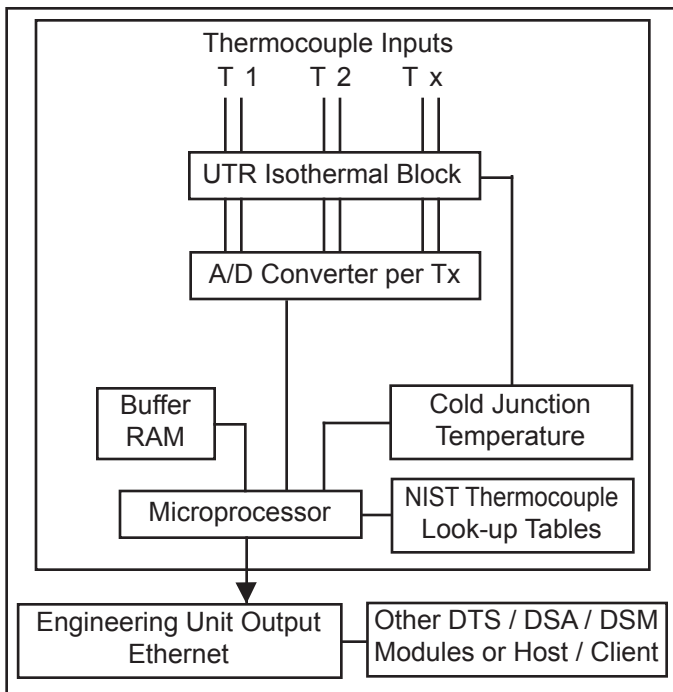 Thermocouple Inputs
T 1 T 2 T x
UTR Isothermal Block
A/D Converter per Tx
Buffer
RAM
Cold Junction
Temperature
Microprocessor
NIST Thermocouple
Look-up Tables
Engineering Unit Output
Ethernet
Other DTS / DSA / DSM
Modules or Host / Client